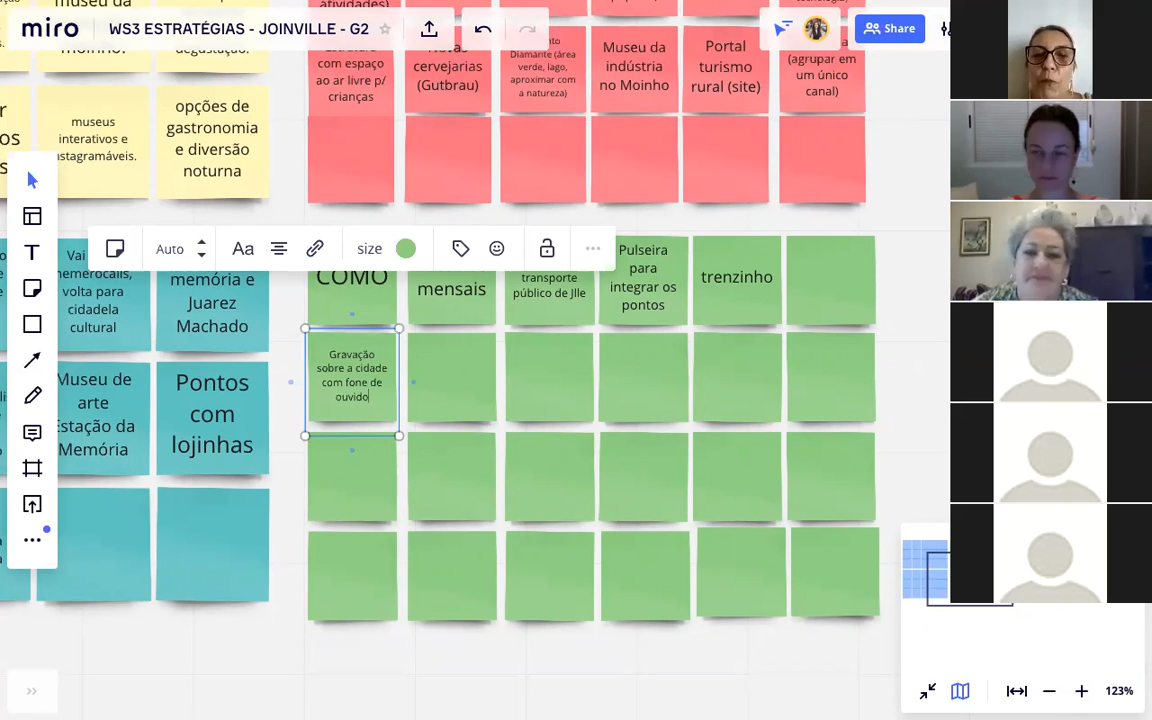 miro
WS3 ESTRATÉGIAS - JOINVILLE - G2
Share
museu da
moinho.
degustação.
museus
interativos e
instagramáveis.
opções de
gastronomia
e diversão
noturna
atividades)
com espaço
ao ar livre p/
crianças
Novas
cervejarias
(Gutbrau)
Diamante (área
verde, lago,
aproximar com
a natureza)
Museu da
indústria
no Moinho
Portal
turismo
rural (site)
(agrupar em
um único
canal)
Auto
Aa
size
Vai
hemerocalis,
volta para
cidadela
cultural
memória e
Juarez
Machado
COMO
mensais
transporte
público de Jlle
Pulseira
para
integrar os
pontos
trenzinho
Gravação
sobre a cidade
com fone de
ouvido
Museu de
arte
Estação da
Memória
Pontos
com
lojinhas
123%